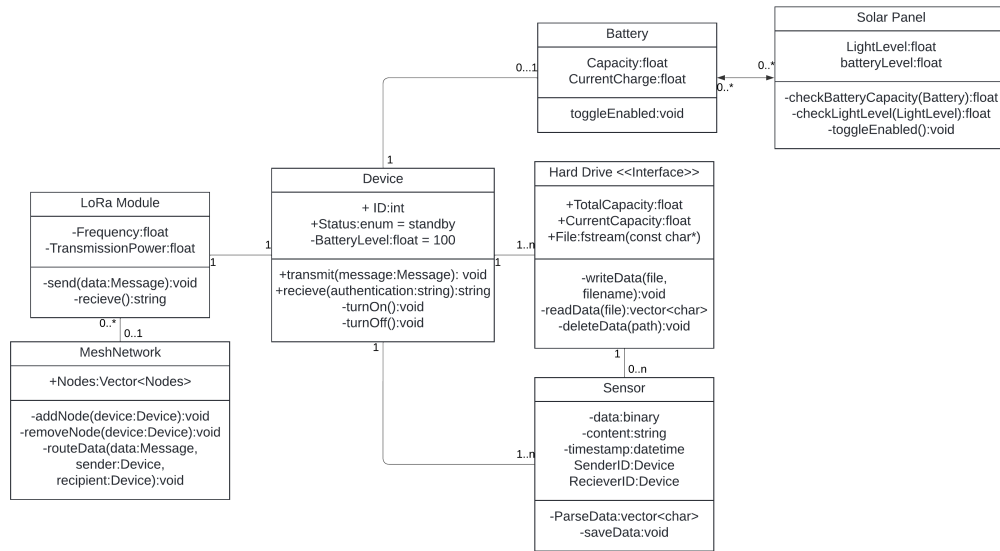 Battery
Capacity:float
CurrentCharge:float
toggleEnabled:void
0...1
0..*
0..*
Solar Panel
LightLevel:float
batteryLevel:float
-checkBatteryCapacity(Battery):float
-checkLightLevel(LightLevel):float
-toggleEnabled():void
1
Device
+ ID:int
+Status:enum = standby
-BatteryLevel:float = 100
+transmit(message:Message): void
+recieve(authentication:string):string
-turnOn():void
-turnOff():void
1
1
1..n
1
Hard Drive <<Interface>>
+TotalCapacity:float
+CurrentCapacity:float
+File:fstream(const char*)
-writeData(file,
filename):void
-readData(file):vector<char>
-deleteData(path):void
1
0..n
LoRa Module
-Frequency:float
-TransmissionPower:float
-send(data:Message):void
-recieve():string
1
0..*
0..1
MeshNetwork
+Nodes:Vector<Nodes>
-addNode(device:Device):void
-removeNode(device:Device):void
-routeData(data:Message,
sender:Device,
recipient:Device):void
1..n
Sensor
-data:binary
-content:string
-timestamp:datetime
SenderID:Device
RecieverID:Device
-ParseData:vector<char>
-saveData:void